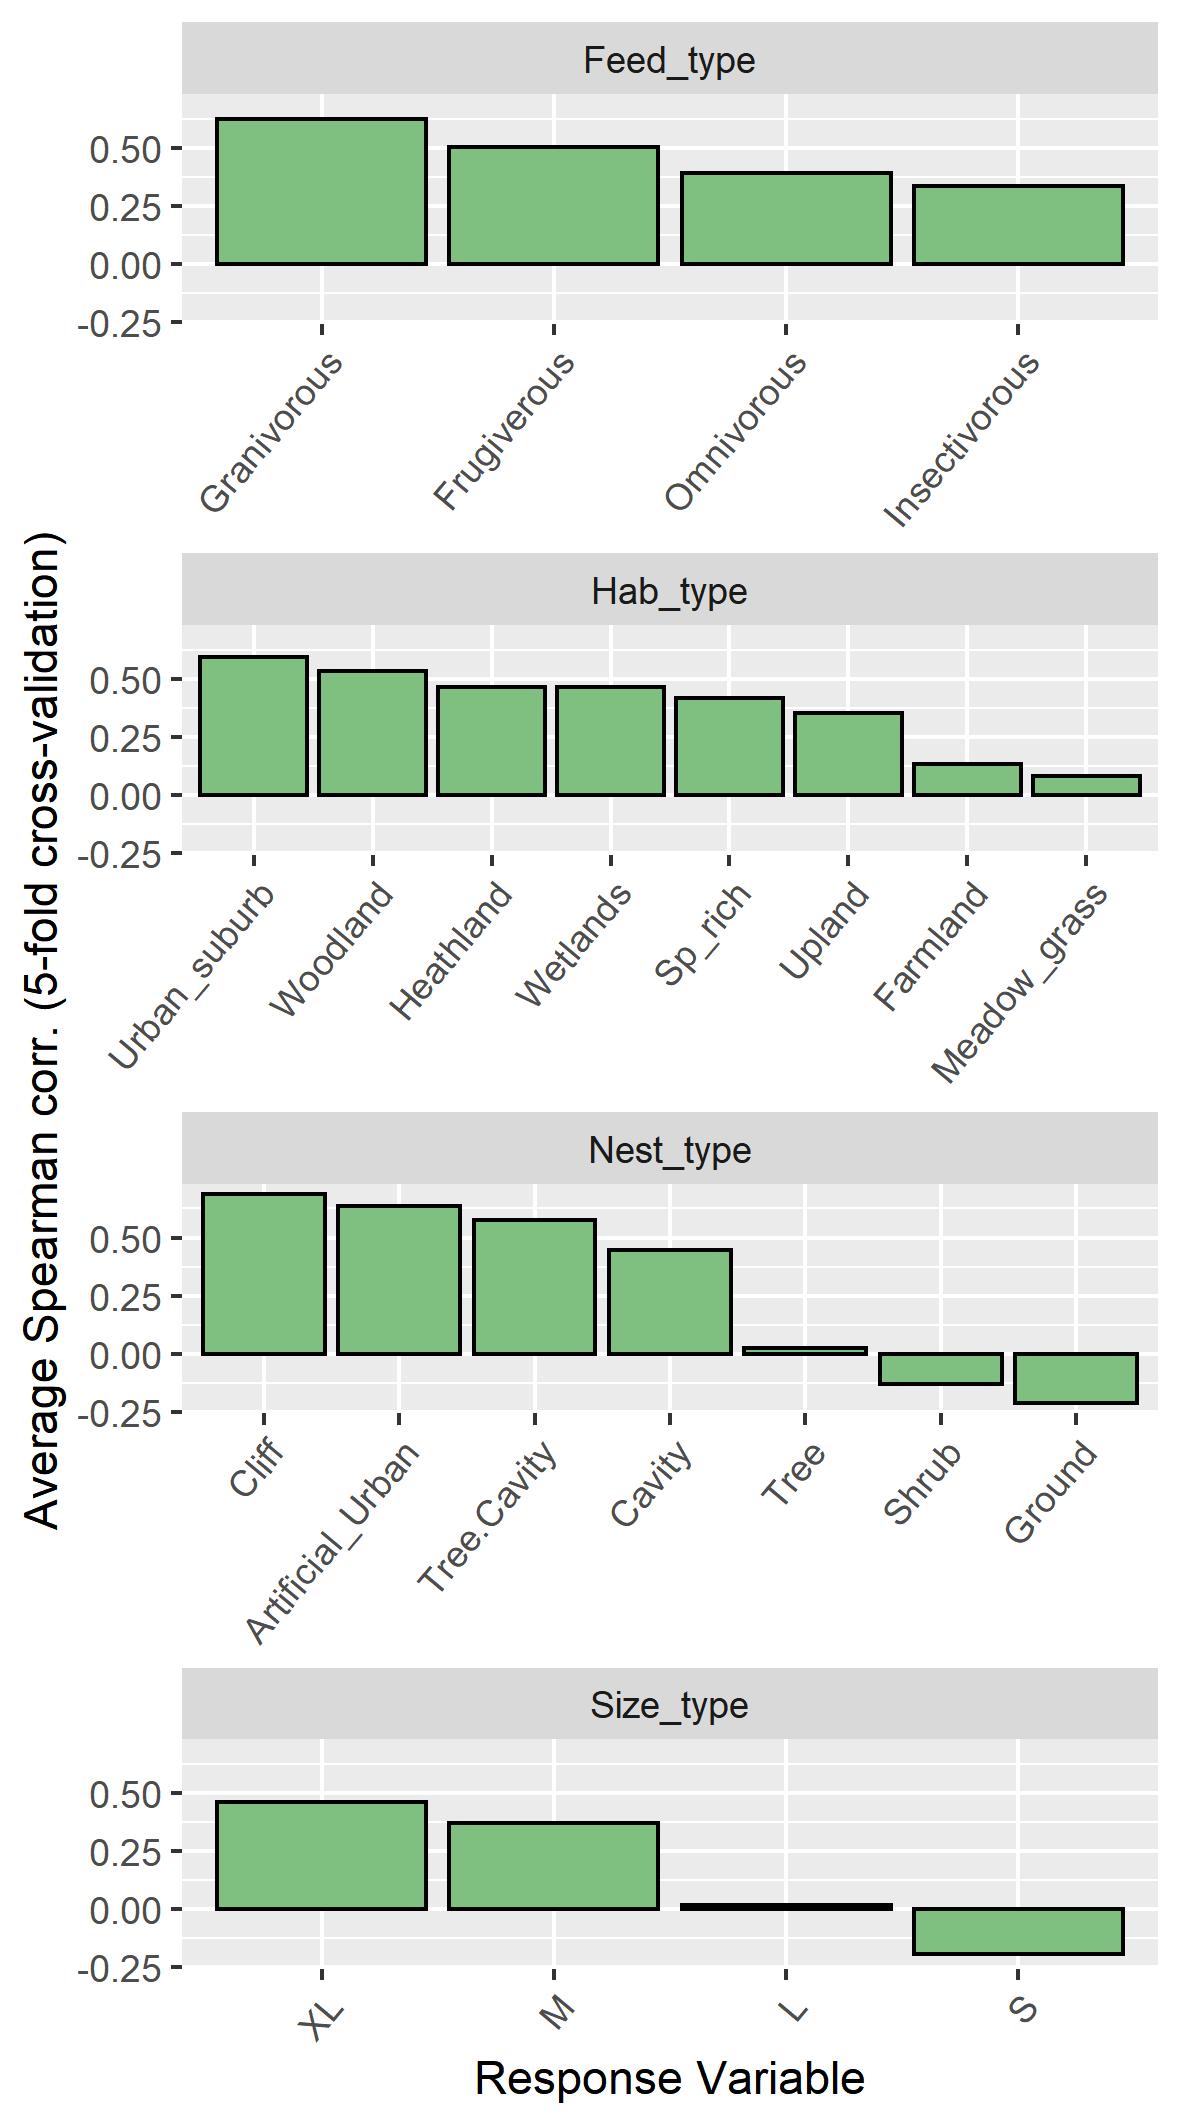 Feed_type
0.50
0.25
0.00
-0.25
Granivorous
Frugiverous
Omnivorous
Insectivorous
Average Spearman corr. (5-fold cross-validation)
Hab_type
0.50
0.25
0.00
-0.25
Urban_suburb
Woodland
Heathland
Wetlands
Sp_rich
Upland
Farmland
Meadow_grass
Nest_type
0.50
0.25
0.00
-0.25
Cliff
Artificial_Urban
Tree.Cavity
Cavity
Tree
Shrub
Ground
Size_type
0.50
0.25
0.00
-0.25
XL
M
L
S
Response Variable